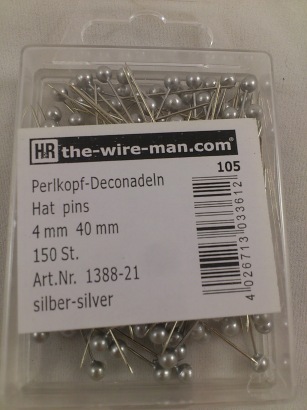 H&R the-wire-man.com®
105
Perlkopf-Deconadeln
Hat pins
4 mm 40 mm
150 St.
Art.Nr. 1388-21
silber-silver
4 026713 033612